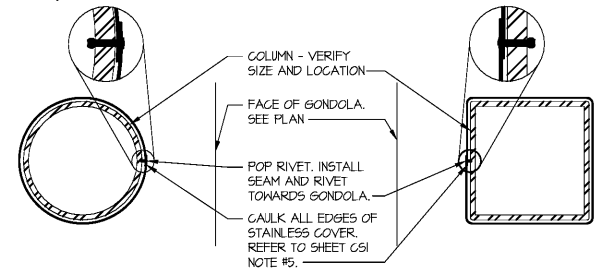 COLUMN - VERIFY
SIZE AND LOCATION
FACE OF GONDOLA.
SEE PLAN
POP RIVET. INSTALL
SEAM AND RIVET
TOWARDS GONDOLA.
CAULK ALL EDGES OF
STAINLESS COVER.
REFER TO SHEET CS1
NOTE #5.